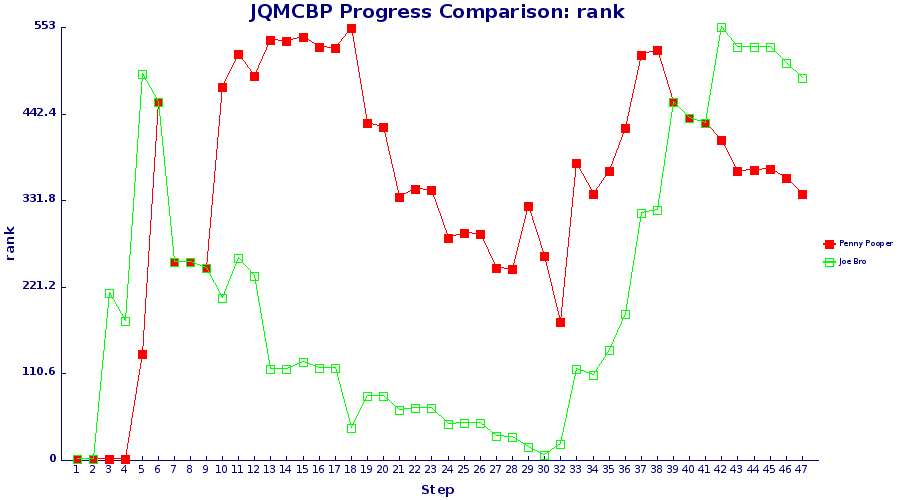 JQMCBP Progress Comparison: rank
553
442.4
331.8
221.2
110.6
0
rank
1 2 3 4 5 6 7 8 9 10 11 12 13 14 15 16 17 18 19 20 21 22 23 24 25 26 27 28 29 30 31 32 33 34 35 36 37 38 39 40 41 42 43 44 45 46 47
Step
Penny Pooper
Joe Bro